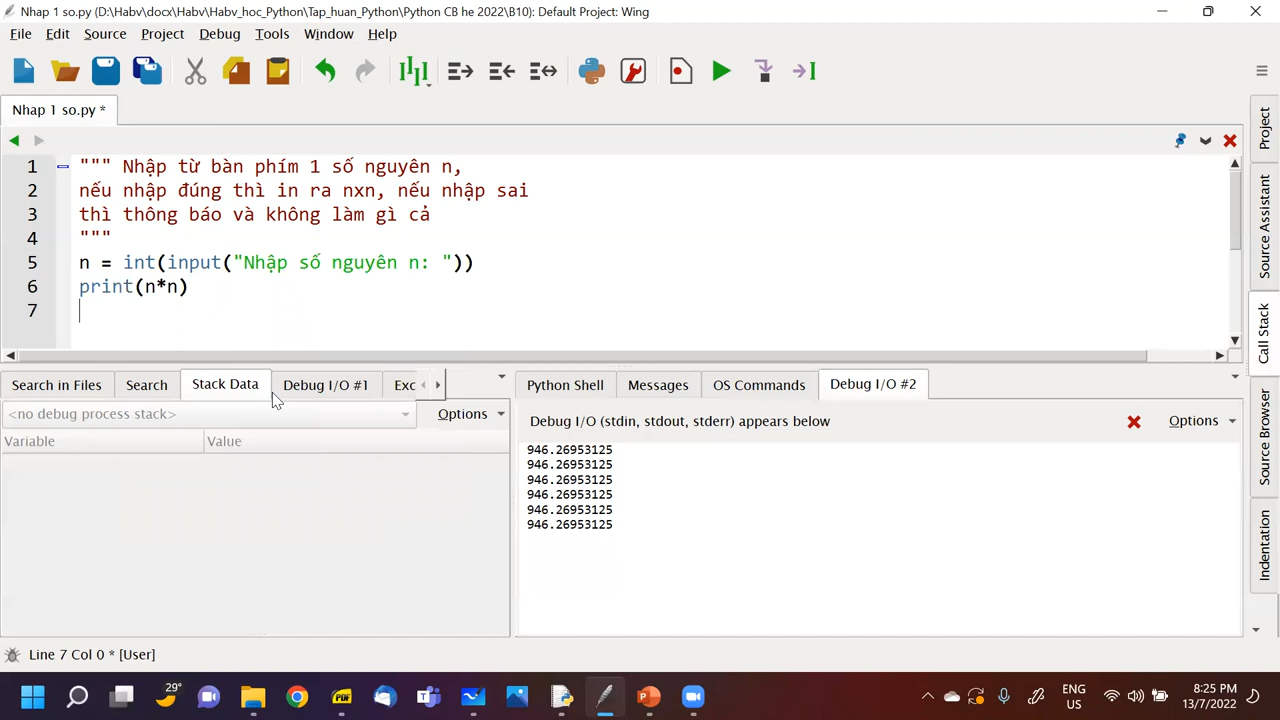 Nhap 1 so.py (D:\Habv\docx\Habv\Habv_hoc_Python\Tap_huan_Python\Python CB he 2022\B10): Default Project: Wing
File Edit Source Project Debug Tools Window Help
Nhap 1 so.py *
1 """ Nhập từ bàn phím 1 số nguyên n,
2 nếu nhập đúng thì in ra nxn, nếu nhập sai
3 thì thông báo và không làm gì cả
4 """
5 n = int(input("Nhập số nguyên n: "))
6 print(n*n)
7
Project
Source Assistant
Call Stack
Source Browser
Indentation
Search in Files Search Stack Data Debug I/O #1 Exc
<no debug process stack> Options
Variable Value
Python Shell Messages OS Commands Debug I/O #2
Debug I/O (stdin, stdout, stderr) appears below Options
946.26953125
946.26953125
946.26953125
946.26953125
946.26953125
946.26953125
Line 7 Col 0 * [User]
29°
PDF
ENG
US
8:25 PM
13/7/2022